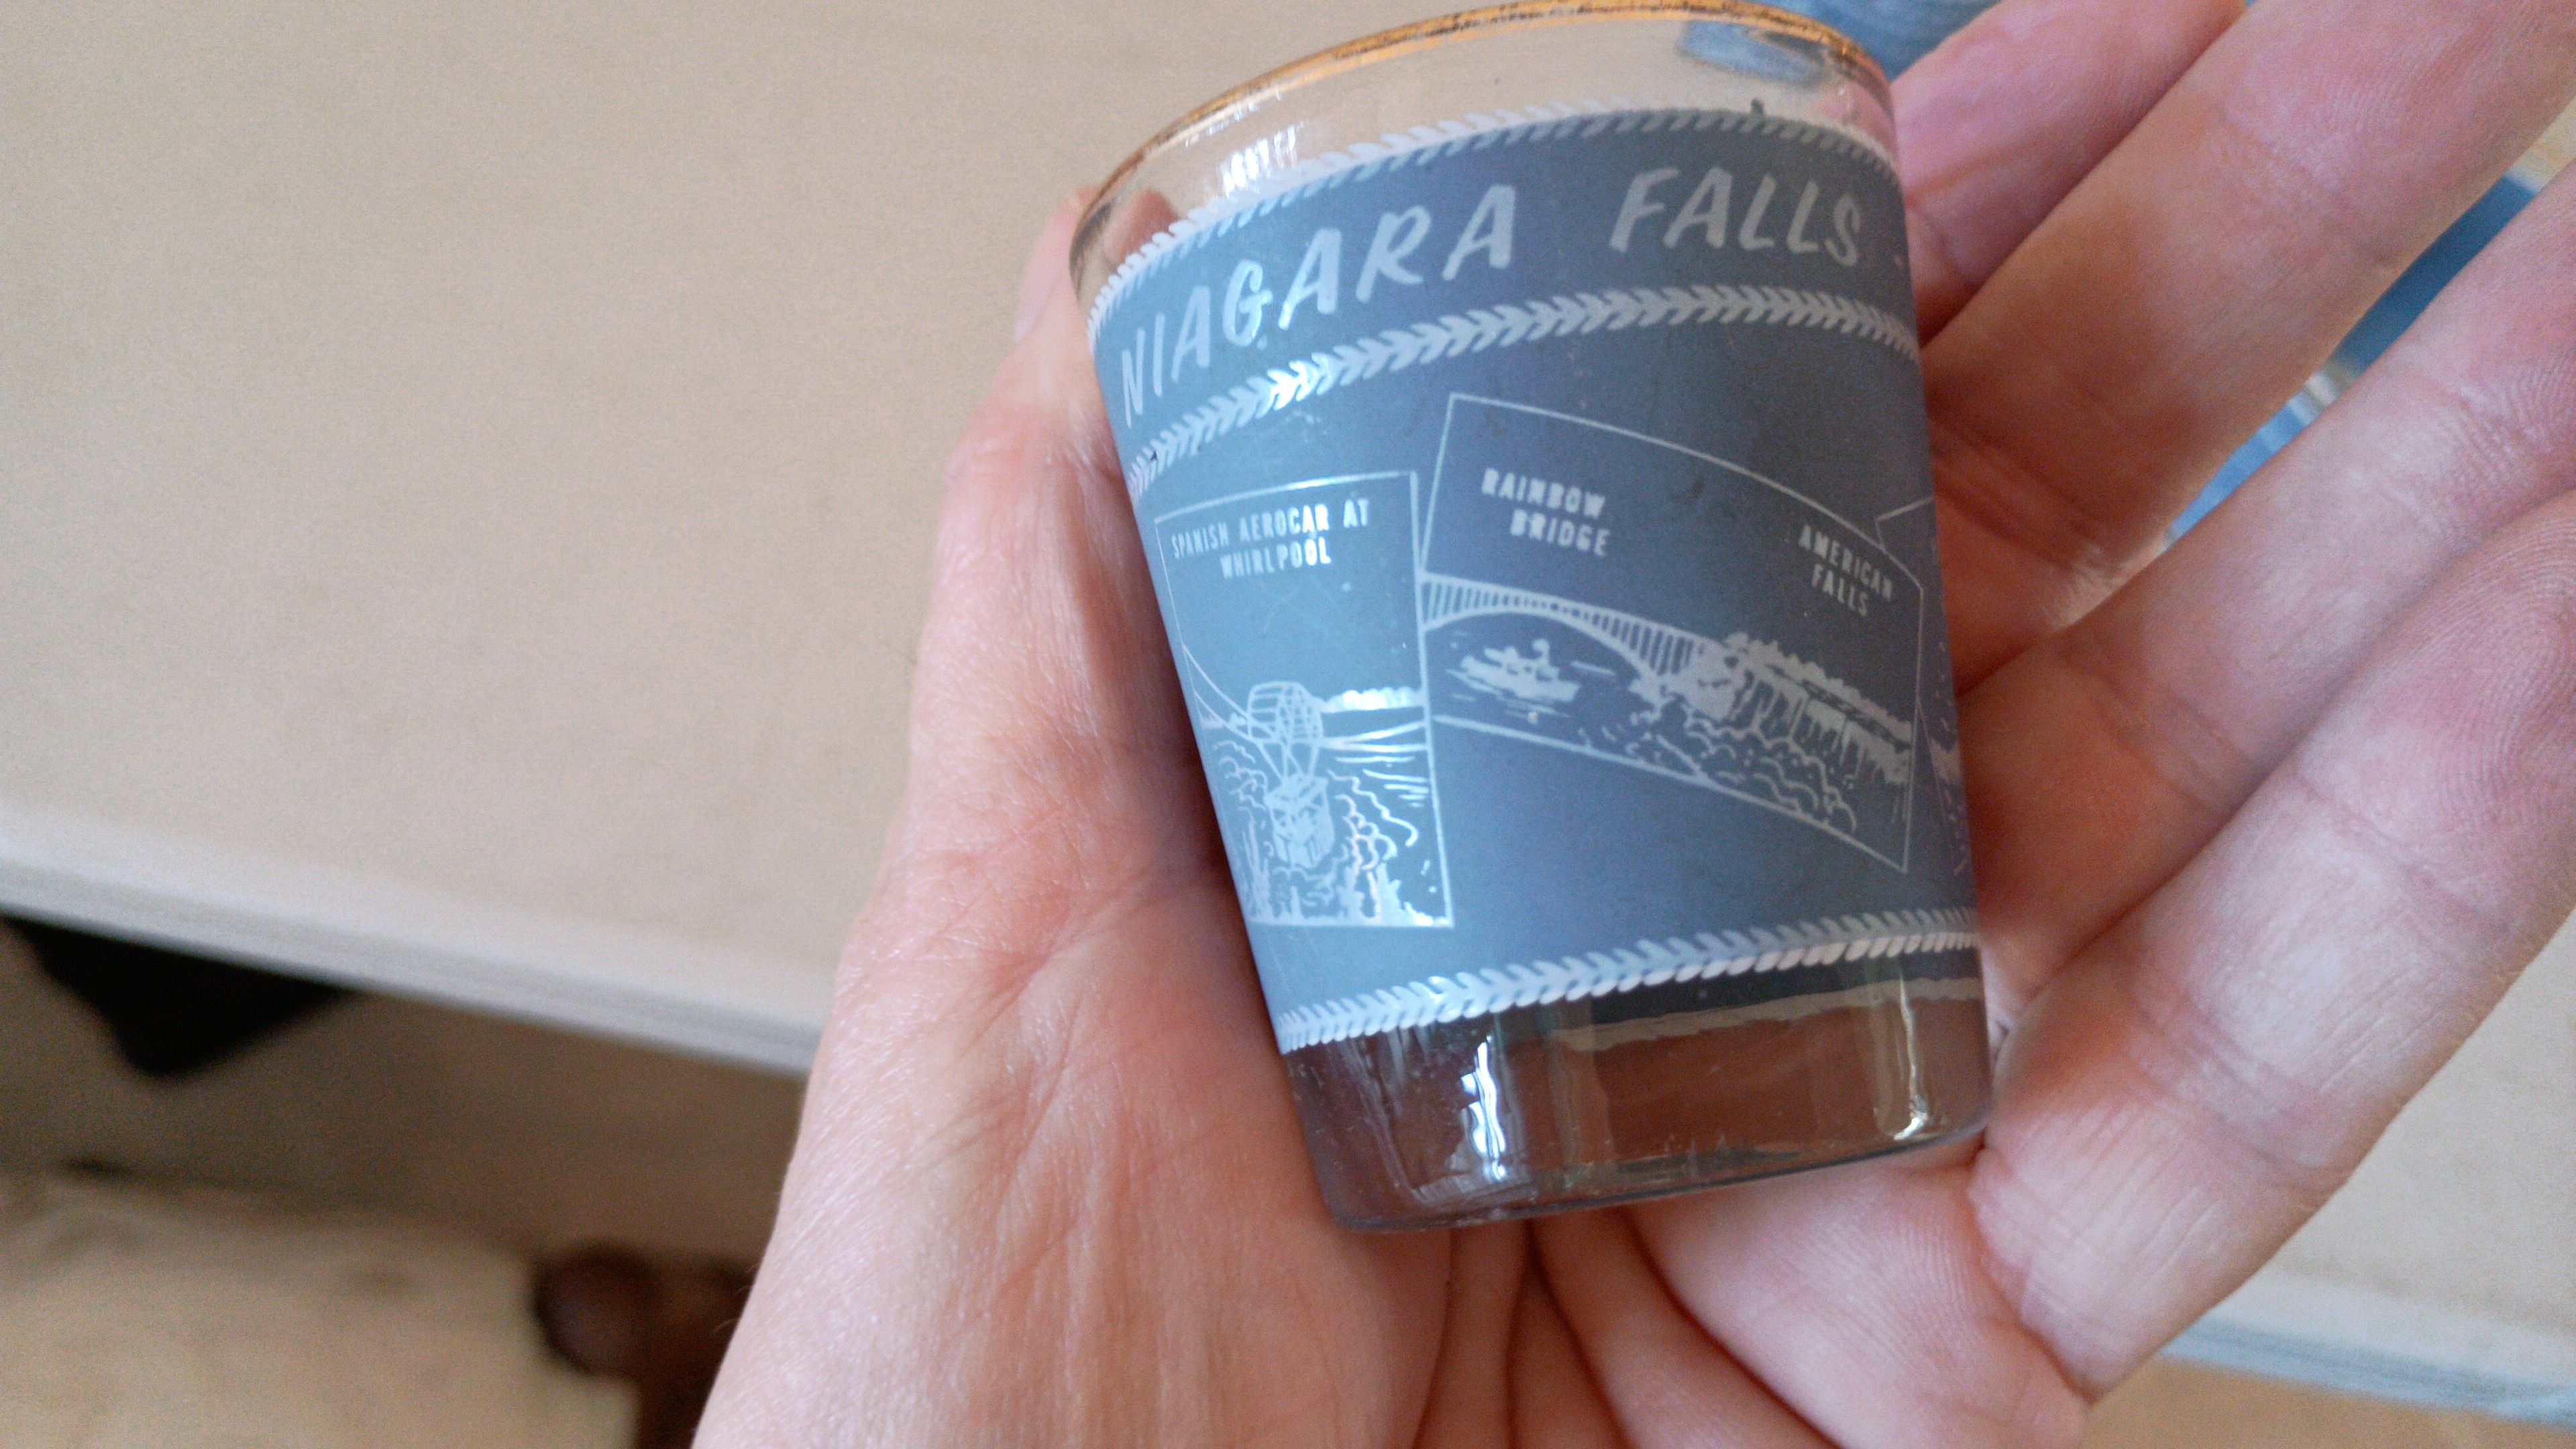 NIAGARA FALLS
SPANISH AEROCAR AT
WHIRLPOOL
RAINBOW
BRIDGE
AMERICAN
FALLS